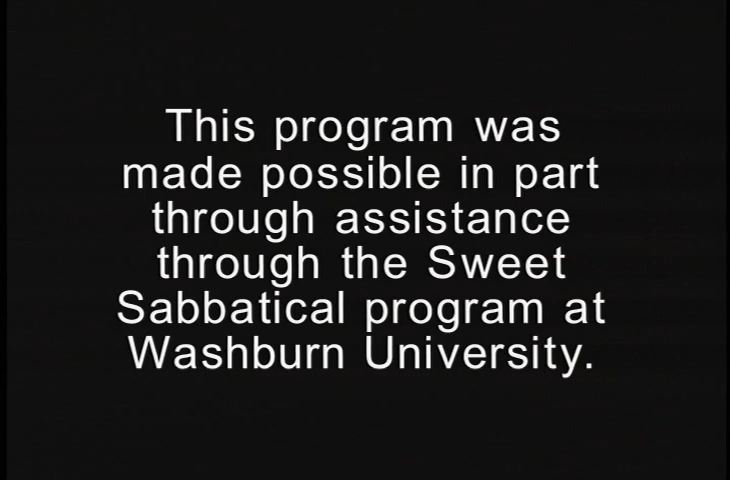 This program was
made possible in part
through assistance
through the Sweet
Sabbatical program at
Washburn University.